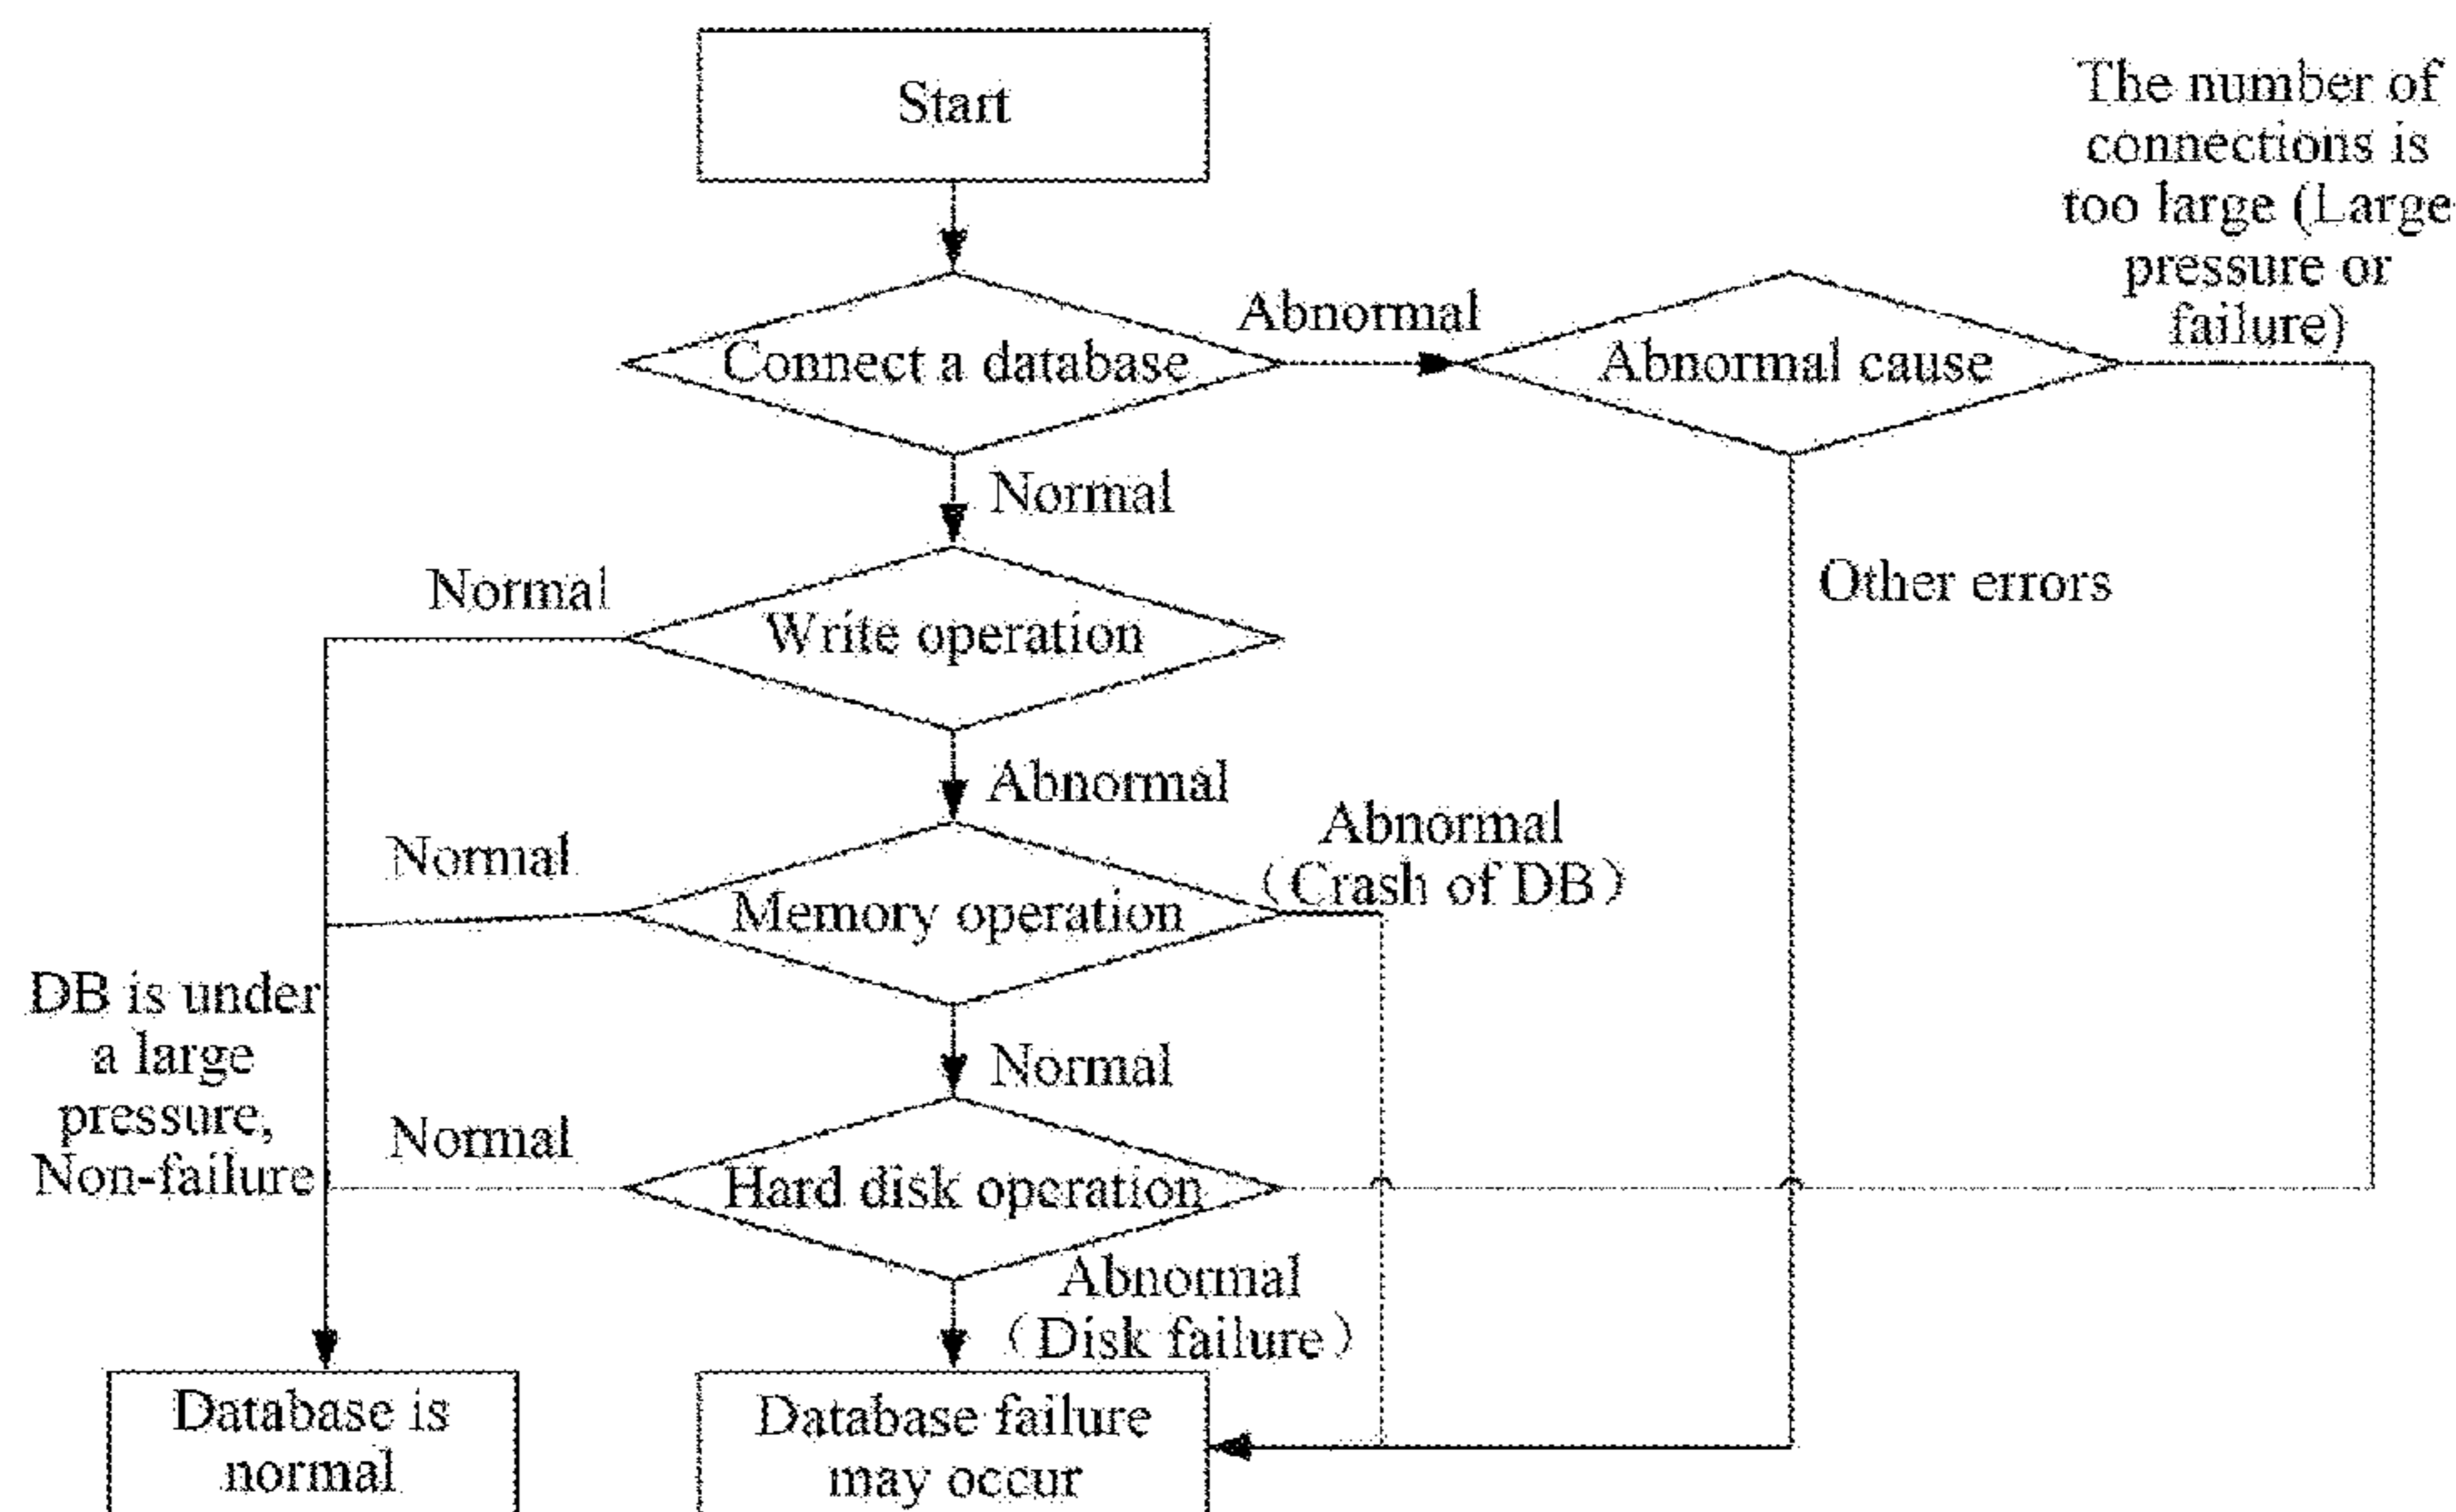 Start
The number of
connections is
too large (Large
pressure or
failure)
Abnormal
Connect a database
Abnormal cause
Normal
Normal
Other errors
Write operation
Abnormal
Abnormal
(Crash of DB)
Normal
Memory operation
DB is under
a large
pressure,
Non-failure
Normal
Normal
Hard disk operation
Abnormal
(Disk failure)
Database is
normal
Database failure
may occur